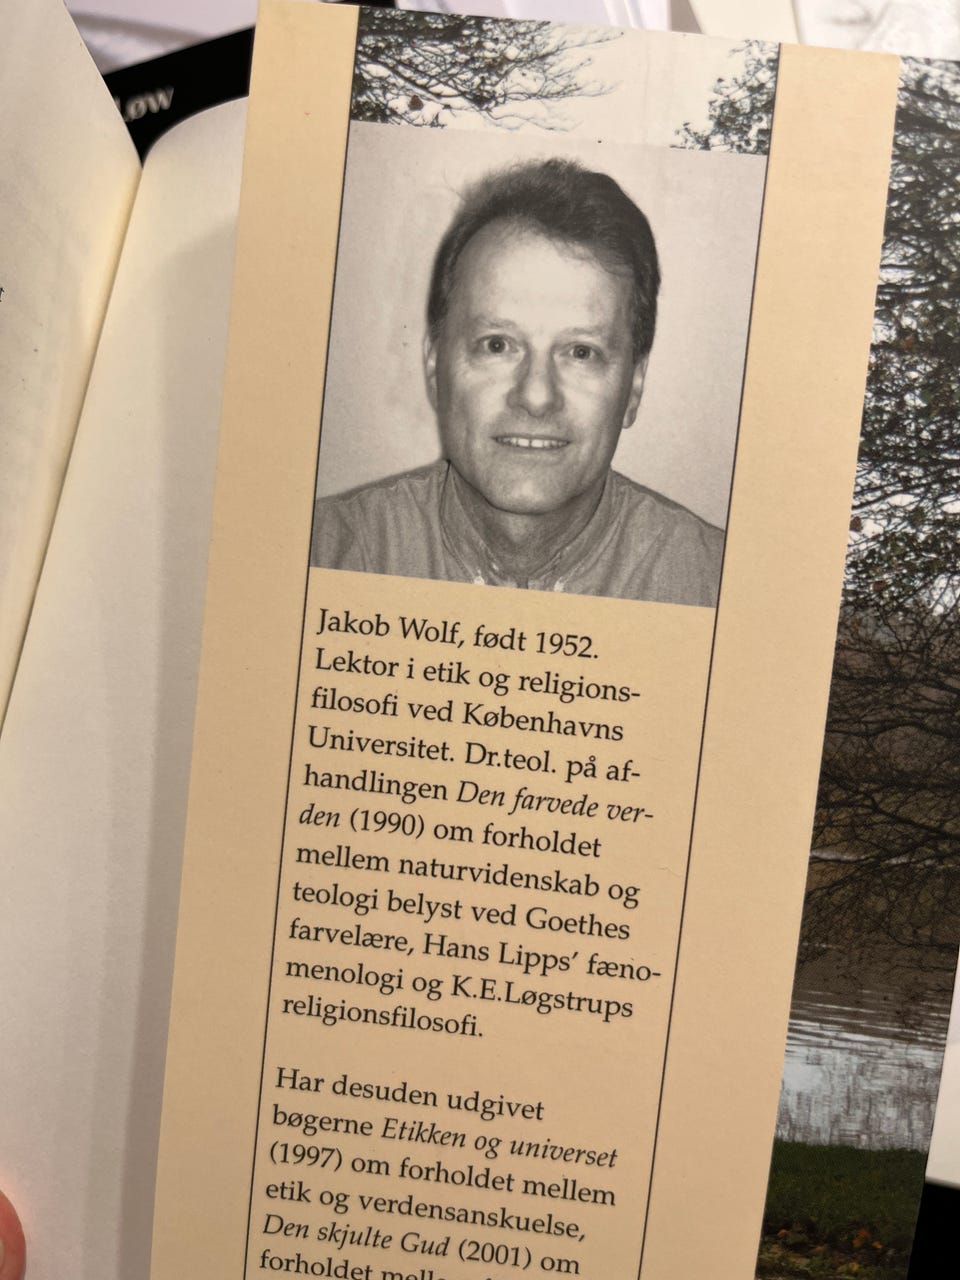 LØW
Jakob Wolf, født 1952.
Lektor i etik og religions-
filosofi ved Københavns
Universitet. Dr.teol. på af-
handlingen Den farvede ver-
den (1990) om forholdet
mellem naturvidenskab og
teologi belyst ved Goethes
farvelære, Hans Lipps’ fæno-
menologi og K.E.Løgstrups
religionsfilosofi.
Har desuden udgivet
bøgerne Etikken og universet
(1997) om forholdet mellem
etik og verdensanskuelse,
Den skjulte Gud (2001) om
forholdet